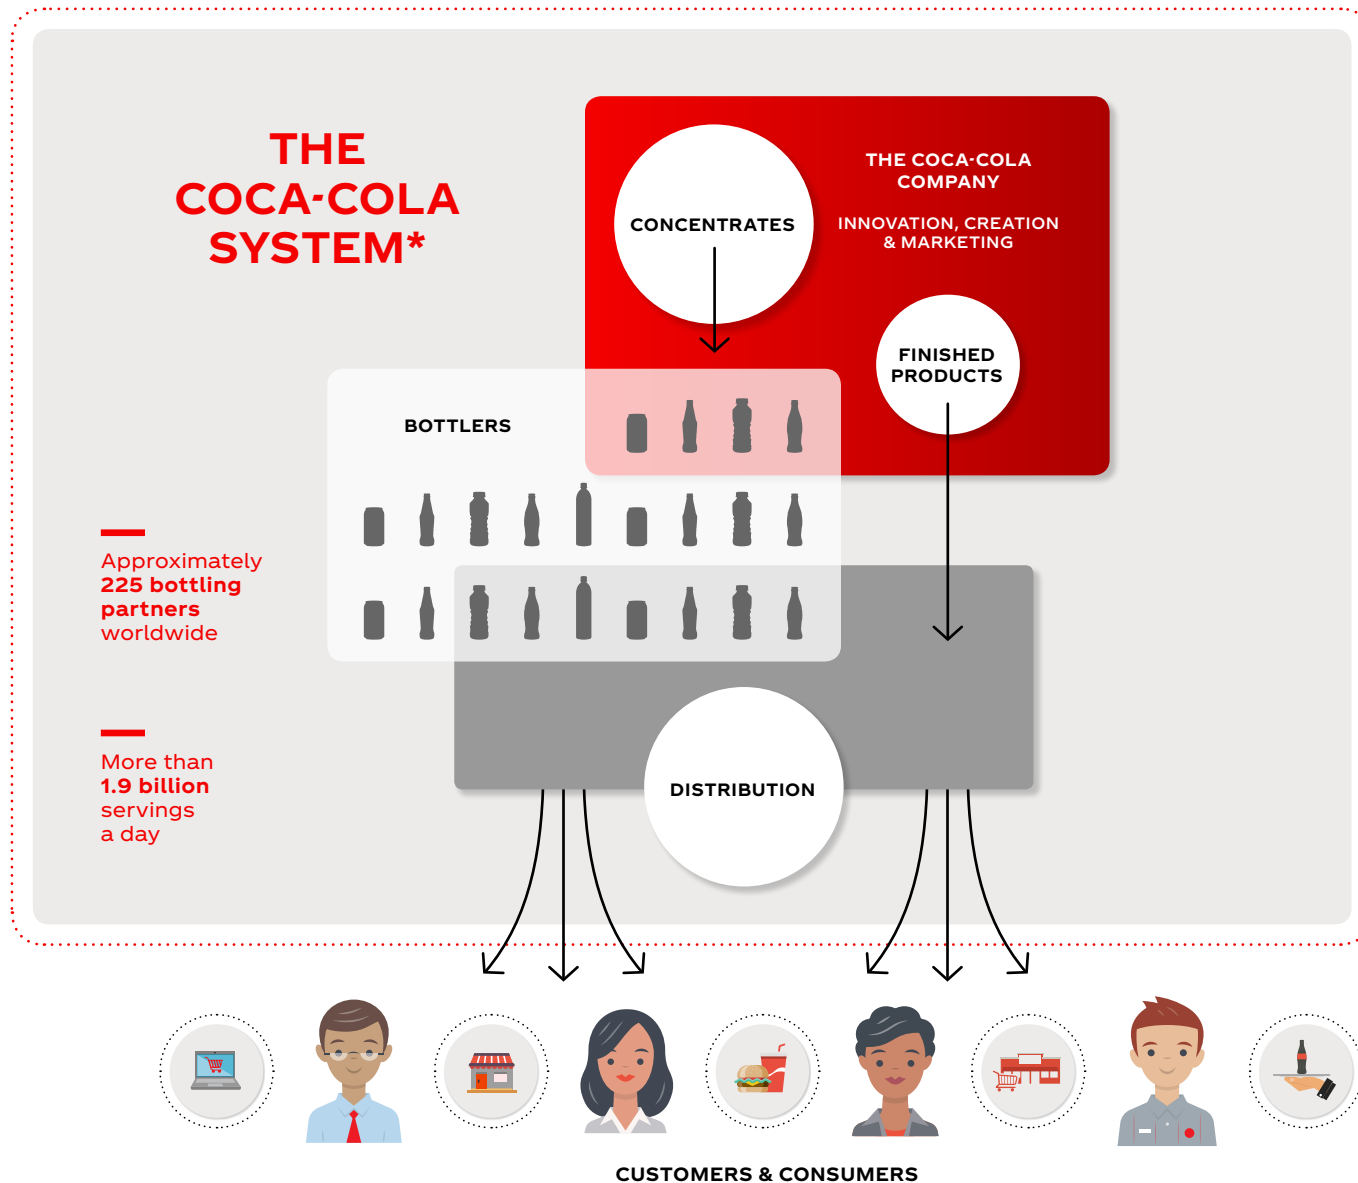 THE
COCA-COLA
SYSTEM*
THE COCA-COLA
COMPANY
INNOVATION, CREATION
& MARKETING
CONCENTRATES
FINISHED
PRODUCTS
BOTTLERS
Approximately
225 bottling
partners
worldwide
More than
1.9 billion
servings
a day
DISTRIBUTION
CUSTOMERS & CONSUMERS